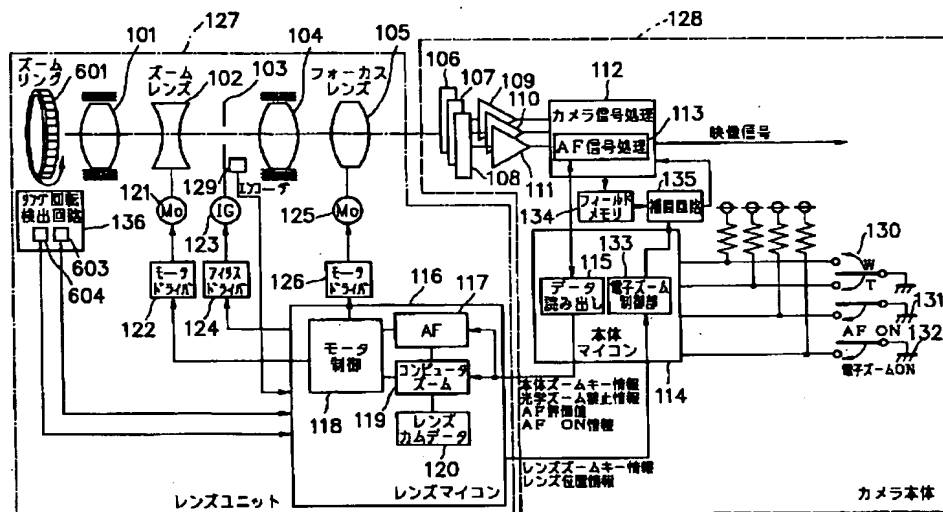 127
128
101
104
105
ズーム
リング
601
ズーム
レンズ
102
103
フォーカス
レンズ
106
107
109
110
112
カメラ信号処理
113
AF信号処理
映像信号
111
108
129
エンコーダ
121
Mo
IG
123
125
Mo
リング回転
検出回路
136
603
604
134
フィールド
メモリ
135
補間回路
130
W
T
131
AF ON
132
電子ズームON
モータ
ドライバ
122
アイリス
ドライバ
124
126
モータ
ドライバ
116
117
AF
モータ
制御
118
コンピュータ
ズーム
119
レンズ
カムデータ
120
115
データ
読み出し
133
電子ズーム
制御部
本体
マイコン
114
本体ズームキー情報
光学ズーム禁止情報
AF評価値
AF ON情報
レンズズームキー情報
レンズ位置情報
レンズユニット
レンズマイコン
カメラ本体